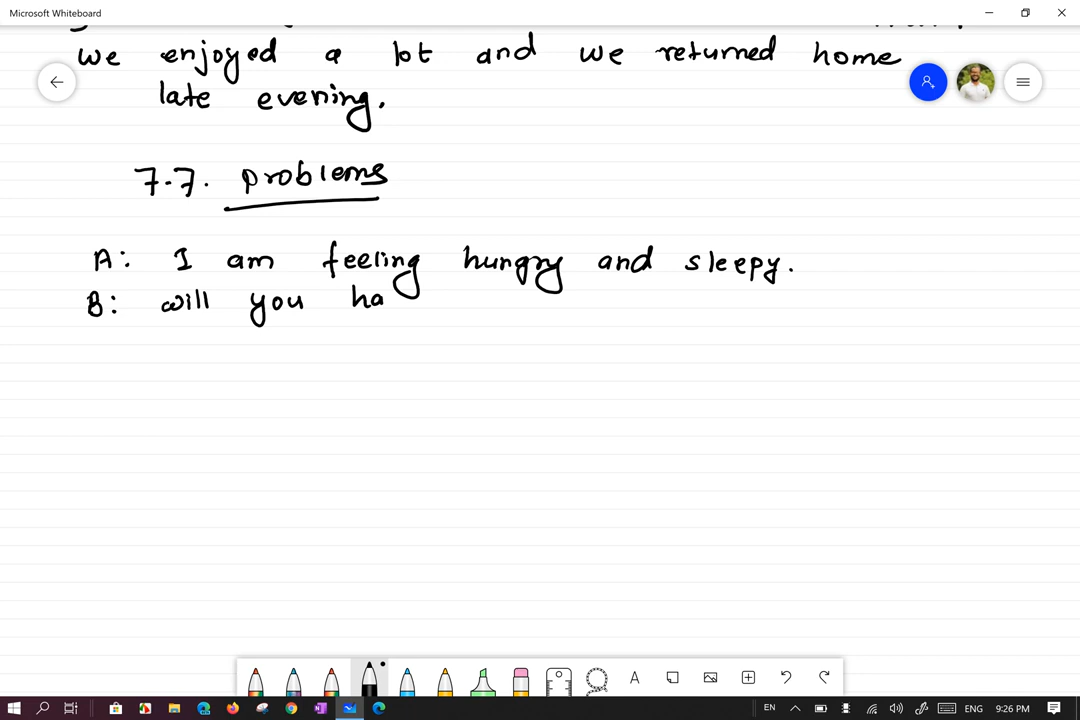 Microsoft Whiteboard
we enjoyed a lot and we returned home
late evening.
7.7. problems
A: I am feeling hungry and sleepy.
B: will you ha
EN
ENG
9:26 PM